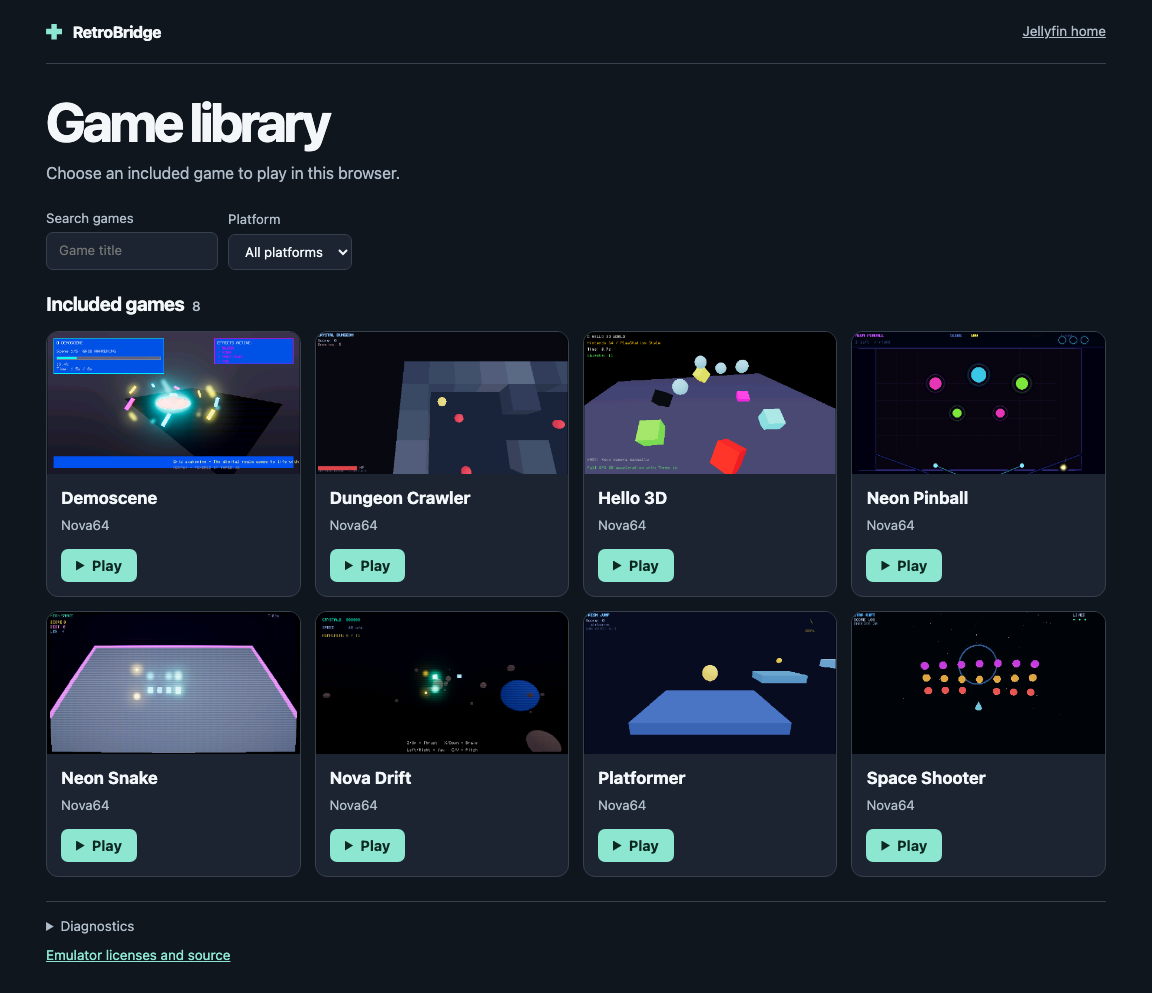 RetroBridge
Jellyfin home
Game library
Choose an included game to play in this browser.
Search games
Platform
Game title
All platforms
Included games 8
Demoscene
Nova64
Play
Dungeon Crawler
Nova64
Play
Hello 3D
Nova64
Play
Neon Pinball
Nova64
Play
Neon Snake
Nova64
Play
Nova Drift
Nova64
Play
Platformer
Nova64
Play
Space Shooter
Nova64
Play
Diagnostics
Emulator licenses and source